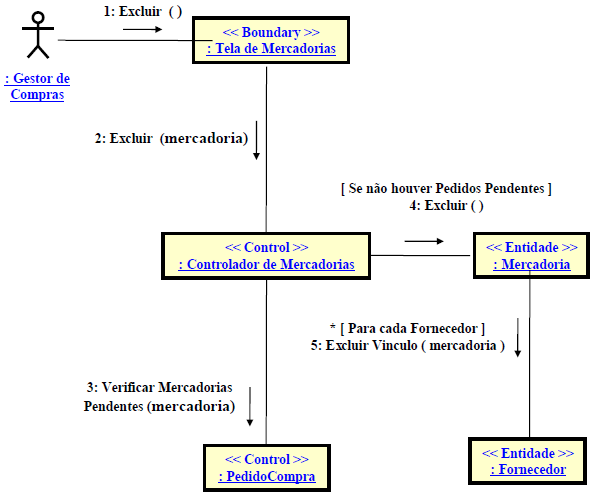 1: Excluir ( )
<< Boundary >>
: Tela de Mercadorias
: Gestor de
Compras
2: Excluir (mercadoria)
[ Se não houver Pedidos Pendentes ]
4: Excluir ( )
<< Control >>
: Controlador de Mercadorias
<< Entidade >>
: Mercadoria
* [ Para cada Fornecedor ]
5: Excluir Vinculo ( mercadoria )
3: Verificar Mercadorias
Pendentes (mercadoria)
<< Control >>
: PedidoCompra
<< Entidade >>
: Fornecedor